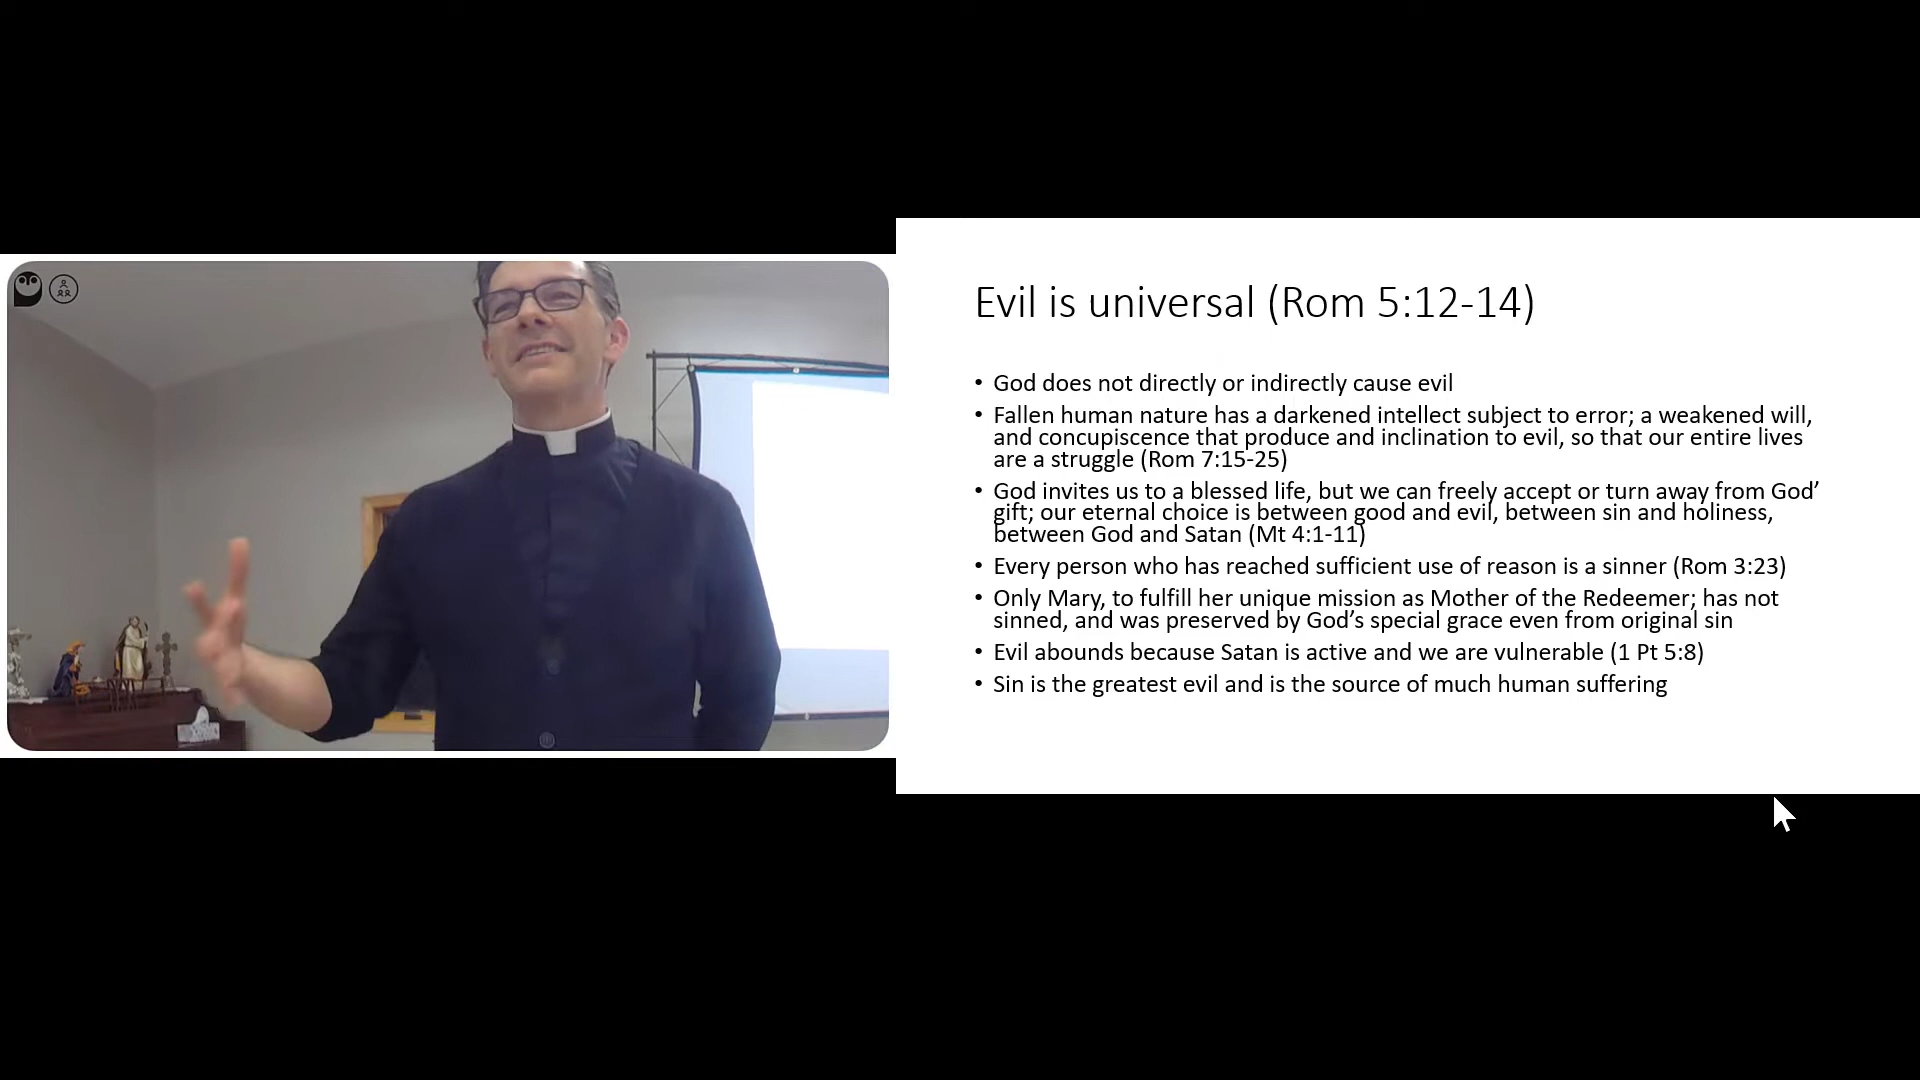 Evil is universal (Rom 5:12-14)
• God does not directly or indirectly cause evil
• Fallen human nature has a darkened intellect subject to error; a weakened will,
and concupiscence that produce and inclination to evil, so that our entire lives
are a struggle (Rom 7:15-25)
• God invites us to a blessed life, but we can freely accept or turn away from God’
gift; our eternal choice is between good and evil, between sin and holiness,
between God and Satan (Mt 4:1-11)
• Every person who has reached sufficient use of reason is a sinner (Rom 3:23)
• Only Mary, to fulfill her unique mission as Mother of the Redeemer; has not
sinned, and was preserved by God’s special grace even from original sin
• Evil abounds because Satan is active and we are vulnerable (1 Pt 5:8)
• Sin is the greatest evil and is the source of much human suffering